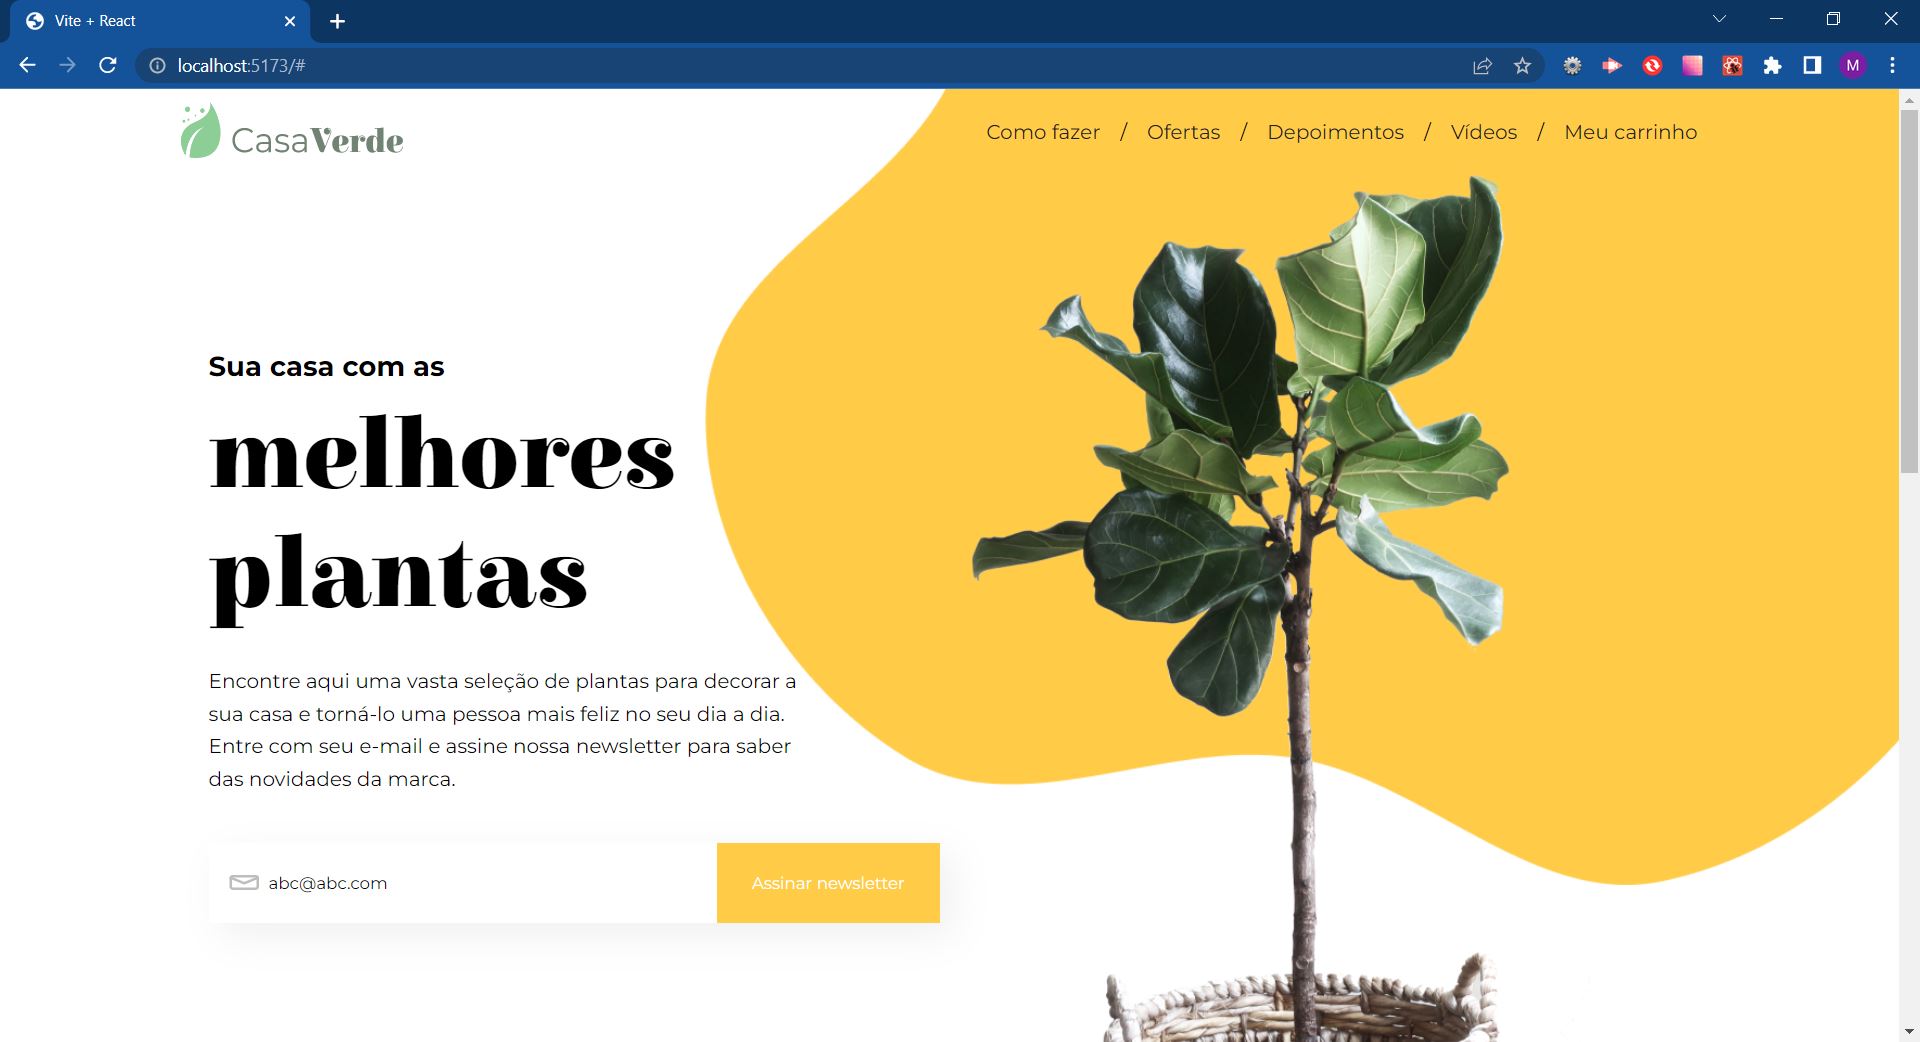 Vite + React
localhost:5173/#
M
CasaVerde
Como fazer / Ofertas / Depoimentos / Vídeos / Meu carrinho
Sua casa com as
melhores
plantas
Encontre aqui uma vasta seleção de plantas para decorar a
sua casa e torná-lo uma pessoa mais feliz no seu dia a dia.
Entre com seu e-mail e assine nossa newsletter para saber
das novidades da marca.
abc@abc.com
Assinar newsletter